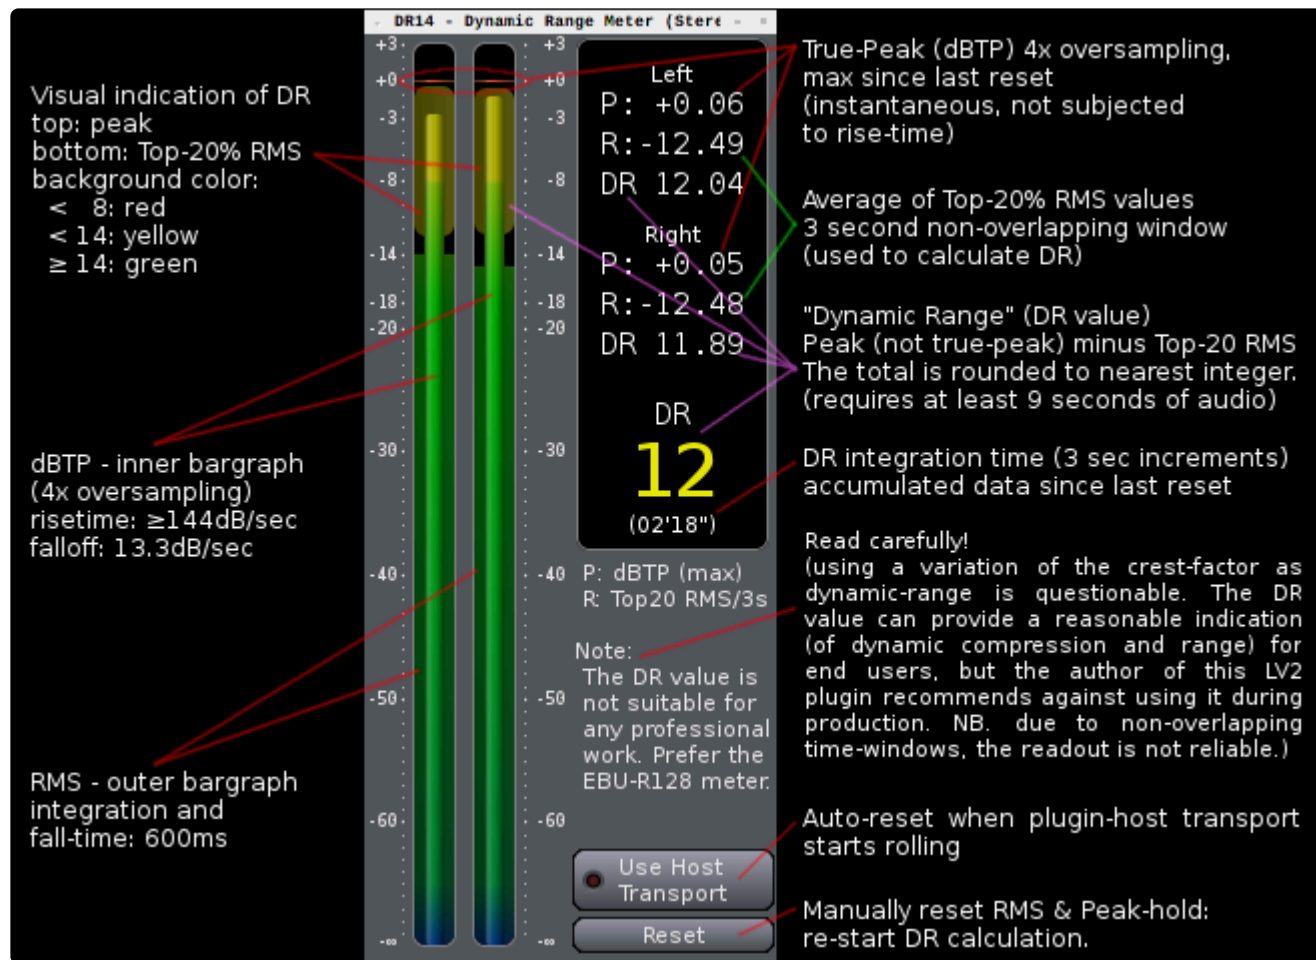 DR14 - Dynamic Range Meter (Ster
Visual indication of DR
top: peak
bottom: Top-20% RMS
background color:
< 8: red
< 14: yellow
≥ 14: green
dBTP - inner bargraph
(4x oversampling)
risetime: ≥144dB/sec
falloff: 13.3dB/sec
RMS - outer bargraph
integration and
fall-time: 600ms
+3
+0
-3
-8
-14
-18
-20
-30
-40
-50
-60
-∞
+3
+0
-3
-8
-14
-18
-20
-30
-40
-50
-60
-∞
Left
P: +0.06
R:-12.49
DR 12.04
Right
P: +0.05
R:-12.48
DR 11.89
DR
12
(02'18")
P: dBTP (max)
R: Top20 RMS/3s
Note:
The DR value is
not suitable for
any professional
work. Prefer the
EBU-R128 meter.
Use Host
Transport
Reset
True-Peak (dBTP) 4x oversampling,
max since last reset
(instantaneous, not subjected
to rise-time)
Average of Top-20% RMS values
3 second non-overlapping window
(used to calculate DR)
"Dynamic Range" (DR value)
Peak (not true-peak) minus Top-20 RMS
The total is rounded to nearest integer.
(requires at least 9 seconds of audio)
DR integration time (3 sec increments)
accumulated data since last reset
Read carefully!
(using a variation of the crest-factor as
dynamic-range is questionable. The DR
value can provide a reasonable indication
(of dynamic compression and range) for
end users, but the author of this LV2
plugin recommends against using it during
production. NB. due to non-overlapping
time-windows, the readout is not reliable.)
Auto-reset when plugin-host transport
starts rolling
Manually reset RMS & Peak-hold:
re-start DR calculation.